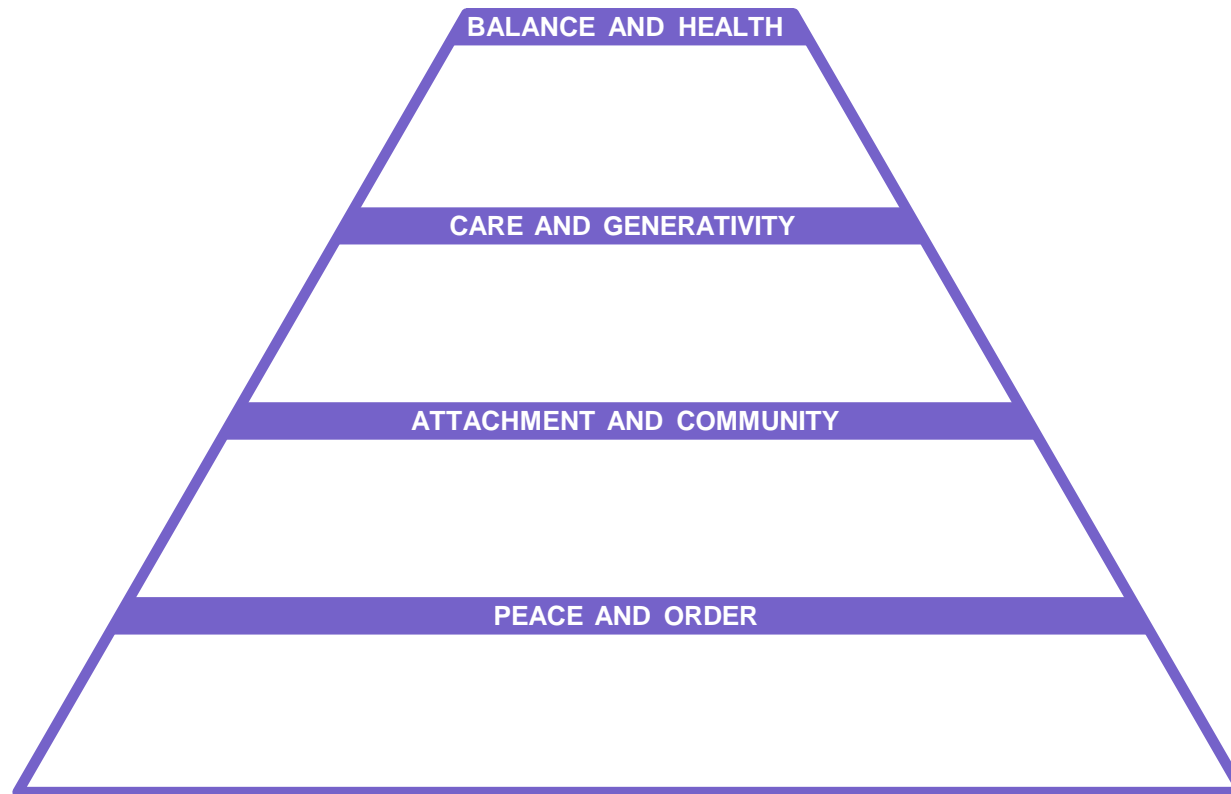 BALANCE AND HEALTH
CARE AND GENERATIVITY
ATTACHMENT AND COMMUNITY
PEACE AND ORDER